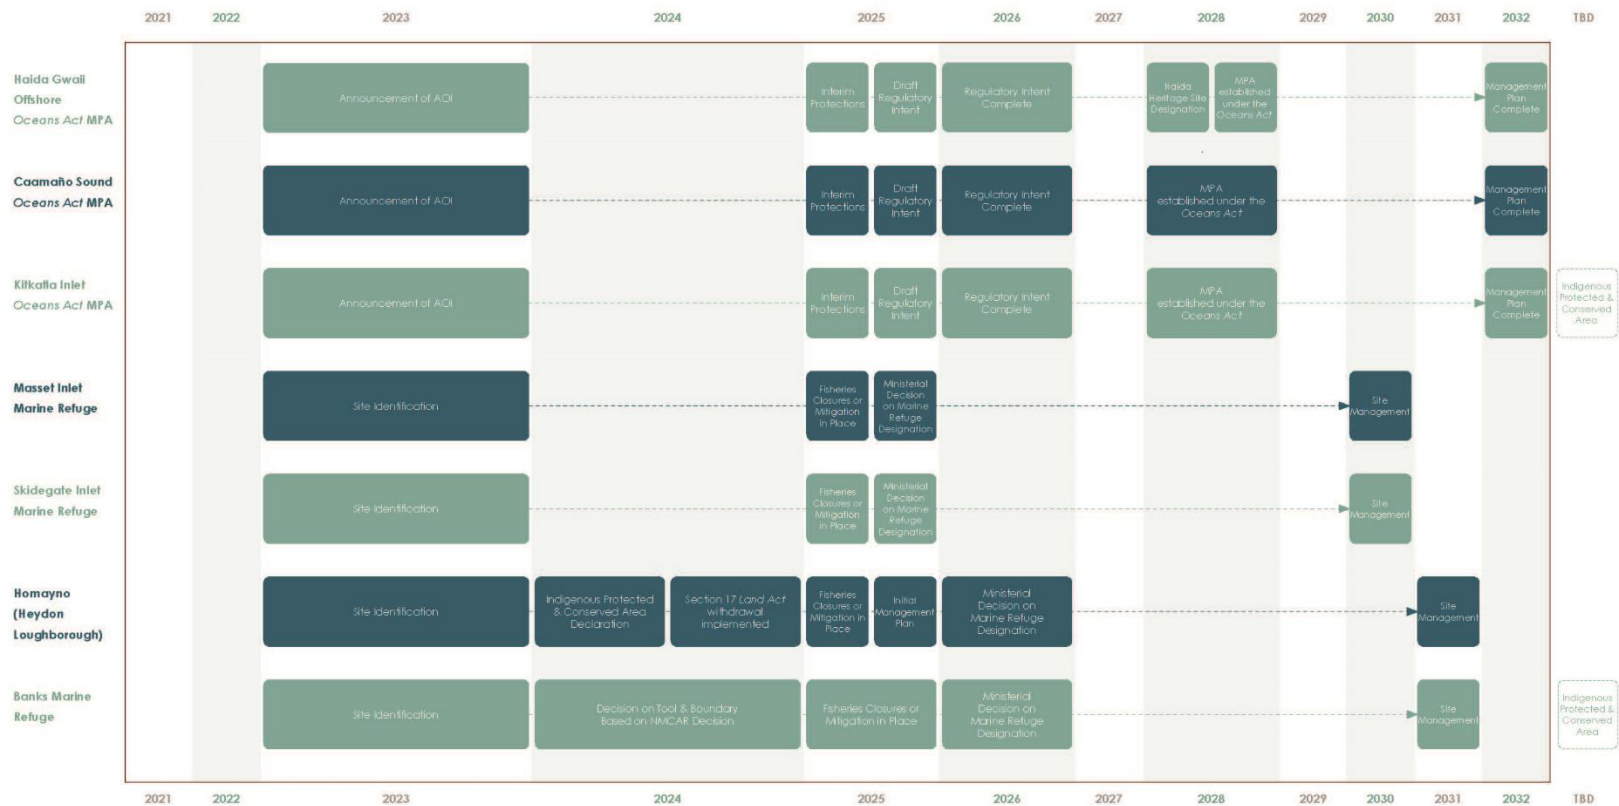 2021 2022 2023 2024 2025 2026 2027 2028 2029 2030 2031 2032 TBD
Haida Gwaii
Offshore
Oceans Act MPA
Announcement of AOI
Interim
Protections
Draft
Regulatory
Intent
Regulatory Intent
Complete
Haida
Heritage Site
Designation
MPA
established
under the
Oceans Act
Management
Plan
Complete
Caamaño Sound
Oceans Act MPA
Announcement of AOI
Interim
Protections
Draft
Regulatory
Intent
Regulatory Intent
Complete
MPA
established under the
Oceans Act
Management
Plan
Complete
Kitkatla Inlet
Oceans Act MPA
Announcement of AOI
Interim
Protections
Draft
Regulatory
Intent
Regulatory Intent
Complete
MPA
established under the
Oceans Act
Management
Plan
Complete
Indigenous
Protected &
Conserved
Area
Masset Inlet
Marine Refuge
Site Identification
Fisheries
Closures or
Mitigation
in Place
Ministerial
Decision
on Marine
Refuge
Designation
Site
Management
Skidegate Inlet
Marine Refuge
Site Identification
Fisheries
Closures or
Mitigation
in Place
Ministerial
Decision
on Marine
Refuge
Designation
Site
Management
Homayno
(Heydon
Loughborough)
Site Identification
Indigenous Protected
& Conserved Area
Declaration
Section 17 Land Act
withdrawal
implemented
Fisheries
Closures or
Mitigation in
Place
Initial
Management
Plan
Ministerial
Decision on
Marine Refuge
Designation
Site
Management
Banks Marine
Refuge
Site Identification
Decision on Tool & Boundary
Based on NMCAR Decision
Fisheries Closures or
Mitigation in Place
Ministerial
Decision on
Marine Refuge
Designation
Site
Management
Indigenous
Protected &
Conserved
Area
2021 2022 2023 2024 2025 2026 2027 2028 2029 2030 2031 2032 TBD